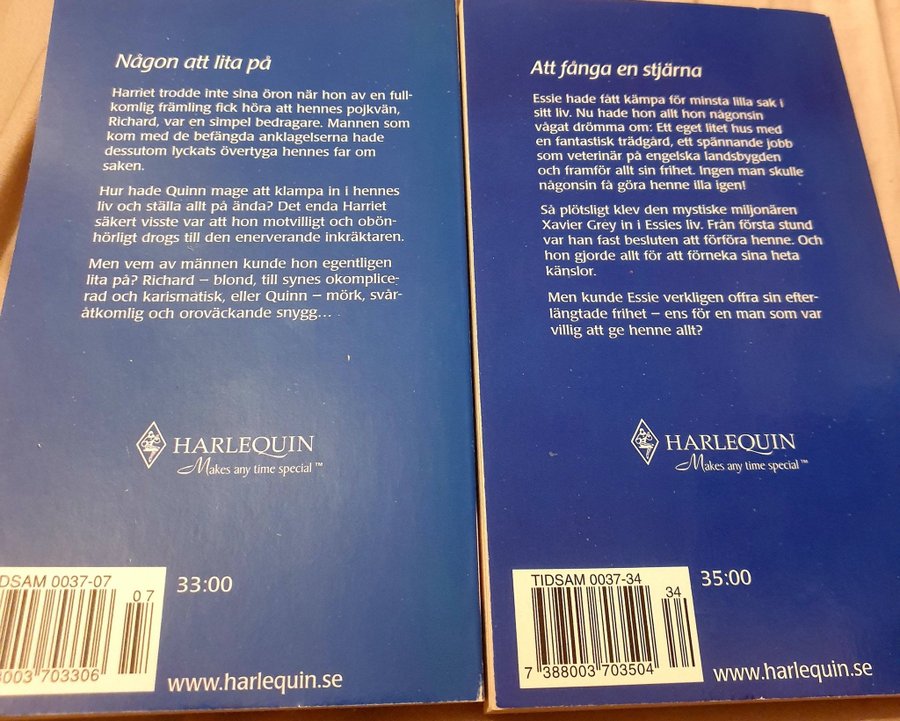 Någon att lita på
Harriet trodde inte sina öron när hon av en full-
komlig främling fick höra att hennes pojkvän,
Richard, var en simpel bedragare. Mannen som
kom med de befängda anklagelserna hade
dessutom lyckats övertyga hennes far om
saken.
Hur hade Quinn mage att klampa in i hennes
liv och ställa allt på ända? Det enda Harriet
säkert visste var att hon motvilligt och obön-
hörligt drogs till den enerverande inkräktaren.
Men vem av männen kunde hon egentligen
lita på? Richard – blond, till synes okomplice-
rad och karismatisk, eller Quinn – mörk, svår-
åtkomlig och oroväckande snygg...
HARLEQUIN
Makes any time special™
IDSAM 0037-07
07
33:00
8003 703306
www.harlequin.se
Att fånga en stjärna
Essie hade fått kämpa för minsta lilla sak i
sitt liv. Nu hade hon allt hon någonsin
vågat drömma om: Ett eget litet hus med
en fantastisk trädgård, ett spännande jobb
som veterinär på engelska landsbygden
och framför allt sin frihet. Ingen man skulle
någonsin få göra henne illa igen!
Så plötsligt klev den mystiske miljonären
Xavier Grey in i Essies liv. Från första stund
var han fast besluten att förföra henne. Och
hon gjorde allt för att förneka sina heta
känslor.
Men kunde Essie verkligen offra sin efter-
längtade frihet – ens för en man som var
villig att ge henne allt?
HARLEQUIN
Makes any time special™
TIDSAM 0037-34
34
35:00
7 388003 703504
www.harlequin.se